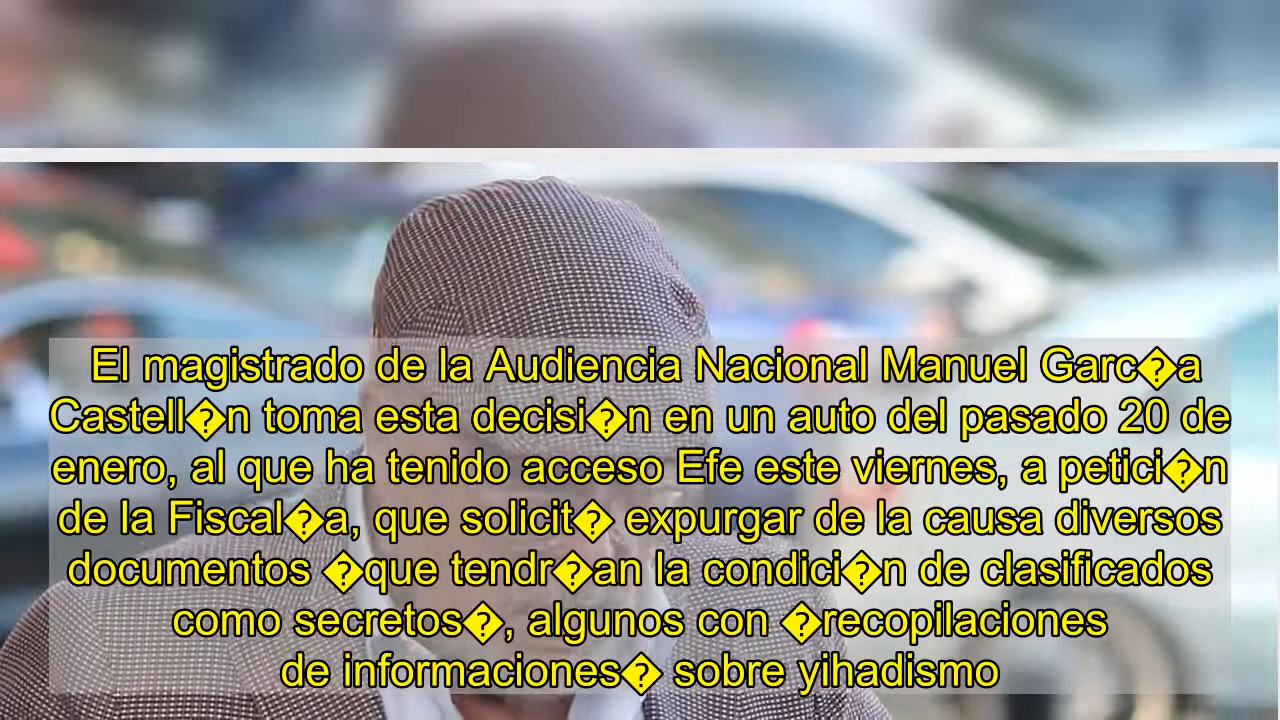 El magistrado de la Audiencia Nacional Manuel Garc�a
Castell�n toma esta decisi�n en un auto del pasado 20 de
enero, al que ha tenido acceso Efe este viernes, a petici�n
de la Fiscal�a, que solicit� expurgar de la causa diversos
documentos �que tendr�an la condici�n de clasificados
como secretos�, algunos con �recopilaciones
de informaciones� sobre yihadismo